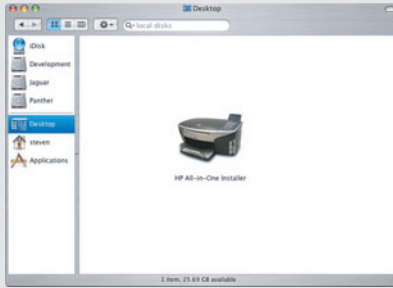 Desktop
local disks
iDisk
Development
Jaguar
Panther
Desktop
steven
Applications
HP All-in-One Installer
1 item, 25.69 GB available